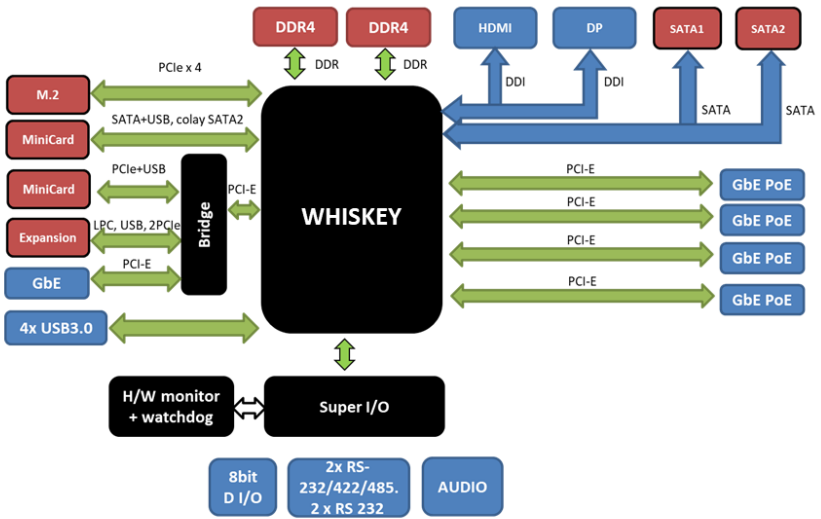 DDR4
DDR4
HDMI
DP
SATA1
SATA2
DDR
DDR
DDI
DDI
SATA
SATA
PCIe x 4
M.2
SATA+USB, colay SATA2
MiniCard
PCIe+USB
MiniCard
LPC, USB, 2PCIe
Expansion
PCI-E
GbE
4x USB3.0
Bridge
PCI-E
WHISKEY
PCI-E
GbE PoE
PCI-E
GbE PoE
PCI-E
GbE PoE
PCI-E
GbE PoE
H/W monitor
+ watchdog
Super I/O
8bit
D I/O
2x RS-
232/422/485.
2 x RS 232
AUDIO